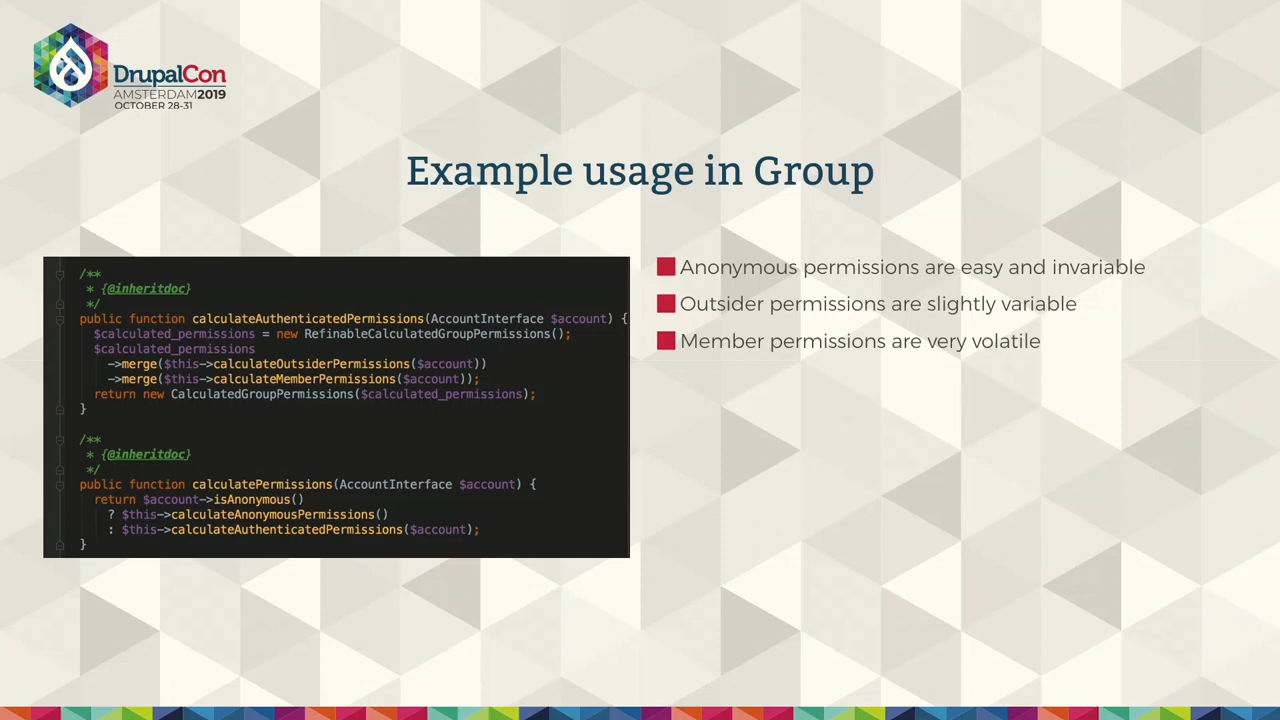 DrupalCon
AMSTERDAM2019
OCTOBER 28-31
Example usage in Group
/**
 * {@inheritdoc}
 */
public function calculateAuthenticatedPermissions(AccountInterface $account) {
  $calculated_permissions = new RefinableCalculatedGroupPermissions();
  $calculated_permissions
    ->merge($this->calculateOutsiderPermissions($account))
    ->merge($this->calculateMemberPermissions($account));
  return new CalculatedGroupPermissions($calculated_permissions);
}
/**
 * {@inheritdoc}
 */
public function calculatePermissions(AccountInterface $account) {
  return $account->isAnonymous()
    ? $this->calculateAnonymousPermissions()
    : $this->calculateAuthenticatedPermissions($account);
}
Anonymous permissions are easy and invariable
Outsider permissions are slightly variable
Member permissions are very volatile